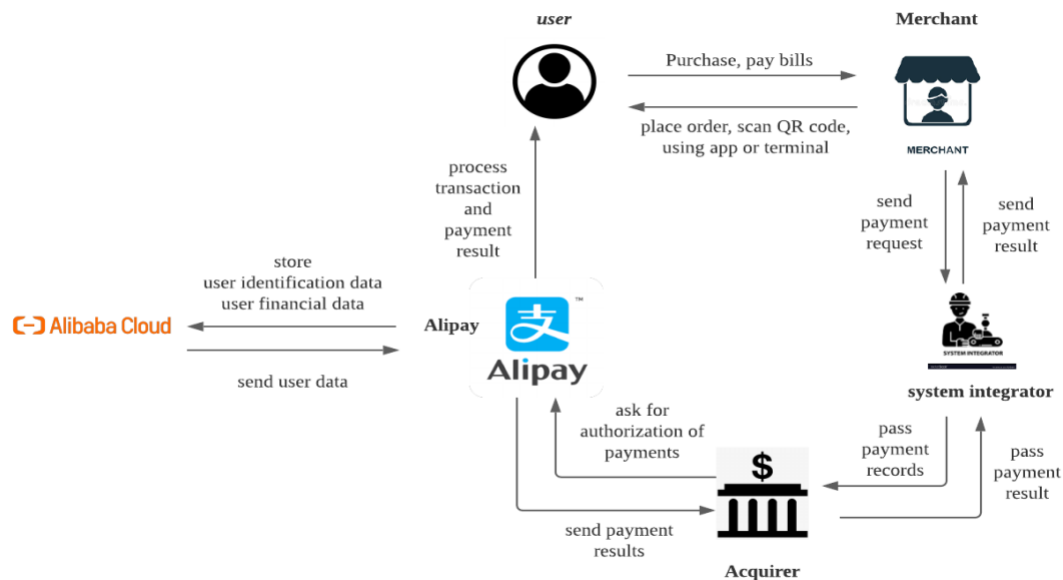 user
Merchant
Purchase, pay bills
place order, scan QR code,
using app or terminal
MERCHANT
process
transaction
and
payment
result
send
payment
request
send
payment
result
store
user identification data
user financial data
Alibaba Cloud
send user data
Alipay
支
™
Alipay
SYSTEM INTEGRATOR
system integrator
ask for
authorization of
payments
pass
payment
records
pass
payment
result
$
send payment
results
Acquirer